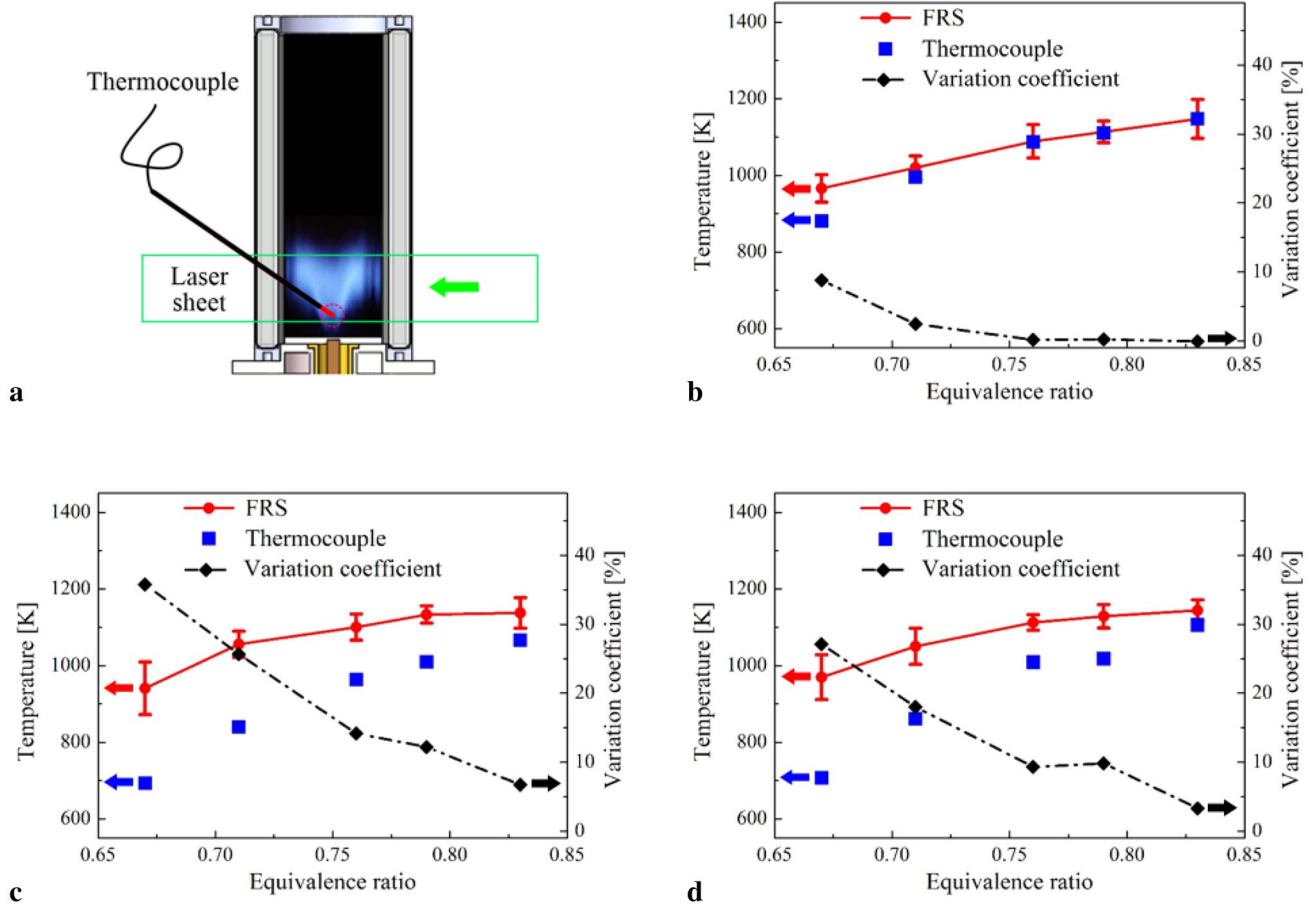 Thermocouple
Laser
sheet
a
FRS
Thermocouple
Variation coefficient
1400
1200
1000
800
600
Temperature [K]
40
30
20
10
0
Variation coefficient [%]
0.65
0.70
0.75
0.80
0.85
Equivalence ratio
b
FRS
Thermocouple
Variation coefficient
1400
1200
1000
800
600
Temperature [K]
40
30
20
10
0
Variation coefficient [%]
0.65
0.70
0.75
0.80
0.85
Equivalence ratio
c
FRS
Thermocouple
Variation coefficient
1400
1200
1000
800
600
Temperature [K]
40
30
20
10
0
Variation coefficient [%]
0.65
0.70
0.75
0.80
0.85
Equivalence ratio
d